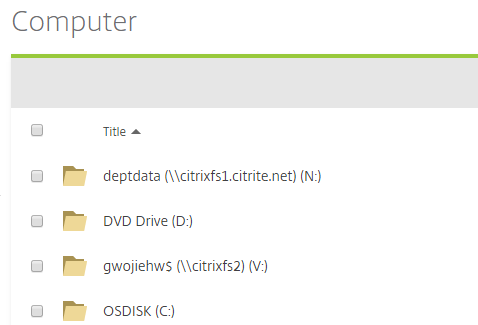 Computer
Title
deptdata (\\citrixfs1.citrite.net) (N:)
DVD Drive (D:)
gwojiehw$ (\\citrixfs2) (V:)
OSDISK (C:)